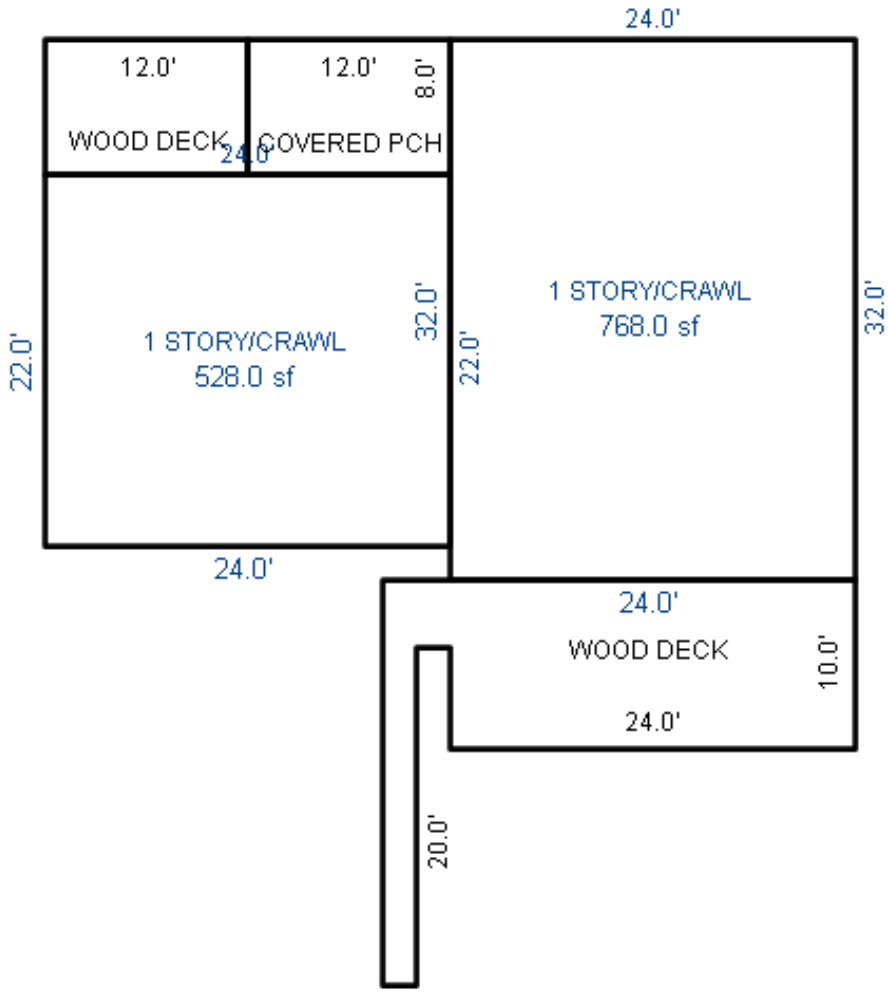 24.0'
12.0'
12.0'
8.0'
WOOD DECK
COVERED PCH
24.0'
1 STORY/CRAWL
768.0 sf
32.0'
32.0'
22.0'
1 STORY/CRAWL
528.0 sf
22.0'
24.0'
24.0'
WOOD DECK
10.0'
24.0'
20.0'